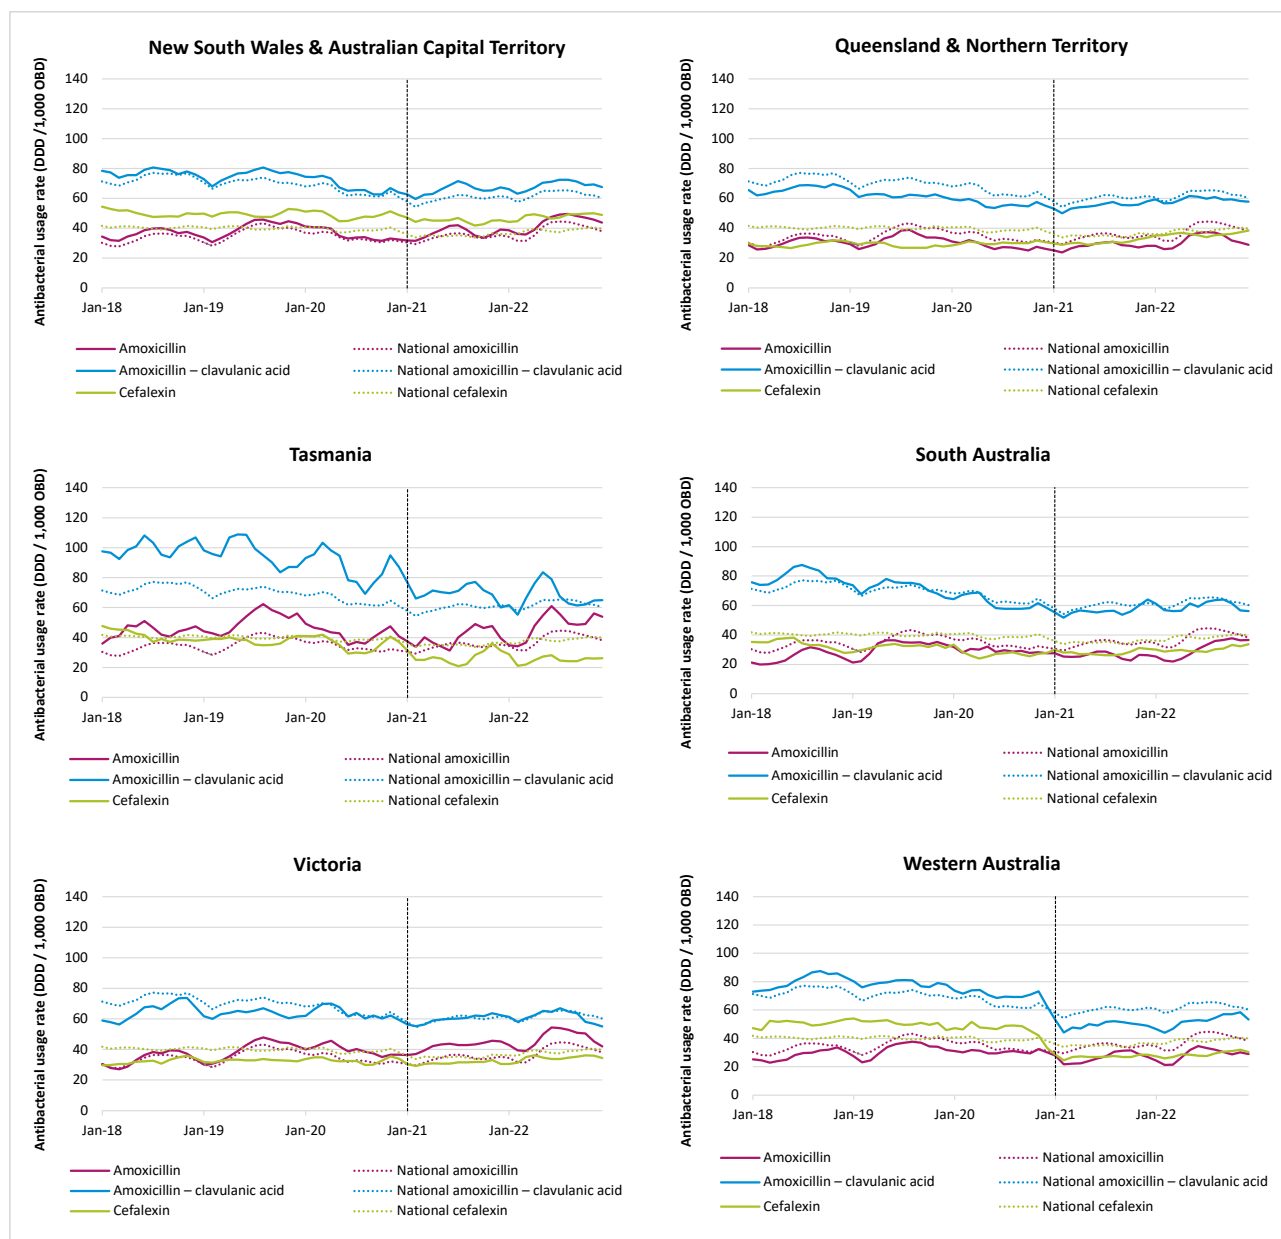 New South Wales & Australian Capital Territory
Antibacterial usage rate (DDD /1,000 OBD)
140
120
100
80
60
40
20
0
Jan-18 Jan-19 Jan-20 Jan-21 Jan-22
Amoxicillin National amoxicillin
Amoxicillin – clavulanic acid National amoxicillin – clavulanic acid
Cefalexin National cefalexin
Queensland & Northern Territory
Antibacterial usage rate (DDD / 1,000 OBD)
140
120
100
80
60
40
20
0
Jan-18 Jan-19 Jan-20 Jan-21 Jan-22
Amoxicillin National amoxicillin
Amoxicillin – clavulanic acid National amoxicillin – clavulanic acid
Cefalexin National cefalexin
Tasmania
Antibacterial usage rate (DDD / 1,000 OBD)
140
120
100
80
60
40
20
0
Jan-18 Jan-19 Jan-20 Jan-21 Jan-22
Amoxicillin National amoxicillin
Amoxicillin – clavulanic acid National amoxicillin – clavulanic acid
Cefalexin National cefalexin
South Australia
Antibacterial usage rate (DDD / 1,000 OBD)
140
120
100
80
60
40
20
0
Jan-18 Jan-19 Jan-20 Jan-21 Jan-22
Amoxicillin National amoxicillin
Amoxicillin – clavulanic acid National amoxicillin – clavulanic acid
Cefalexin National cefalexin
Victoria
Antibacterial usage rate (DDD / 1,000 OBD)
140
120
100
80
60
40
20
0
Jan-18 Jan-19 Jan-20 Jan-21 Jan-22
Amoxicillin National amoxicillin
Amoxicillin – clavulanic acid National amoxicillin – clavulanic acid
Cefalexin National cefalexin
Western Australia
Antibacterial usage rate (DDD / 1,000 OBD)
140
120
100
80
60
40
20
0
Jan-18 Jan-19 Jan-20 Jan-21 Jan-22
Amoxicillin National amoxicillin
Amoxicillin – clavulanic acid National amoxicillin – clavulanic acid
Cefalexin National cefalexin